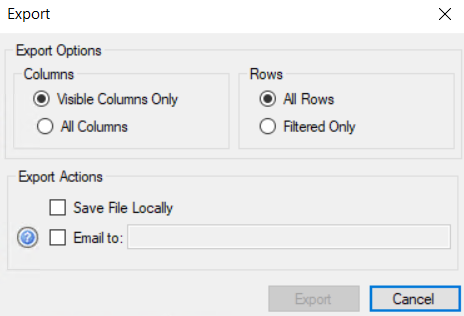 Export
Export Options
Columns
Rows
Visible Columns Only
All Rows
All Columns
Filtered Only
Export Actions
Save File Locally
? Email to:
Export
Cancel